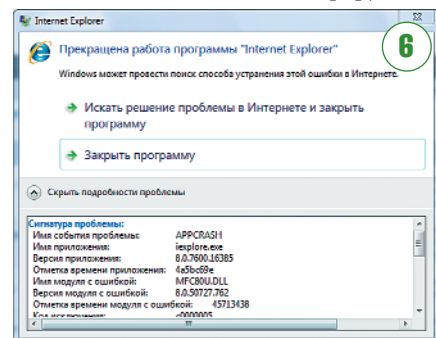 Internet Explorer
6
Прекращена работа программы "Internet Explorer"
Windows может провести поиск способа устранения этой ошибки в Интернете.
Искать решение проблемы в Интернете и закрыть
программу
Закрыть программу
Скрыть подробности проблемы
Сигнатура проблемы:
Имя события проблемы: APPCRASH
Имя приложения: iexplore.exe
Версия приложения: 8.0.7600.16385
Отметка времени приложения: 4a5bc69e
Имя модуля с ошибкой: MFC80U.DLL
Версия модуля с ошибкой: 8.0.50727.762
Отметка времени модуля с ошибкой: 45713438
Код исключения: c0000005